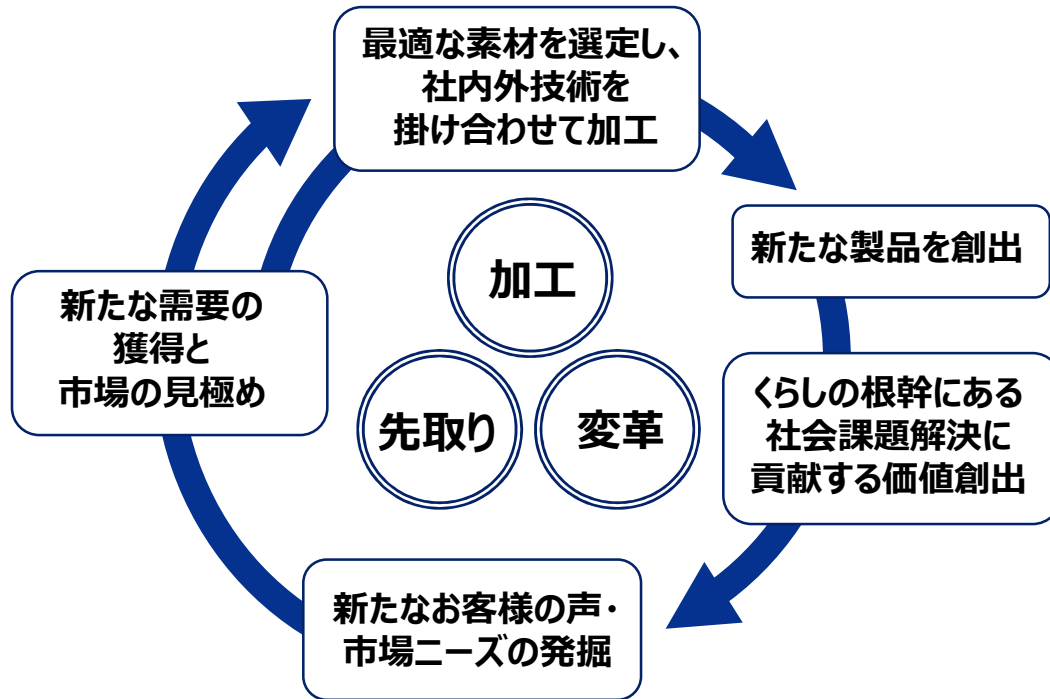 最適な素材を選定し、
社内外技術を
掛け合わせて加工
新たな製品を創出
くらしの根幹にある
社会課題解決に
貢献する価値創出
新たなお客様の声・
市場ニーズの発掘
新たな需要の
獲得と
市場の見極め
加工
先取り
変革